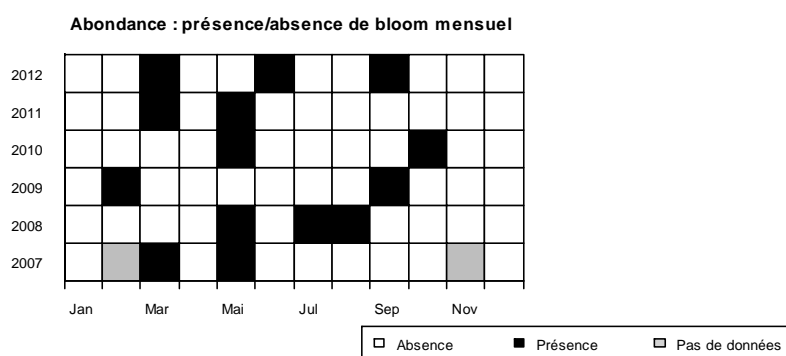 Abondance : présence/absence de bloom mensuel
2012
2011
2010
2009
2008
2007
Jan Mar Mai Jul Sep Nov
Absence Présence Pas de données